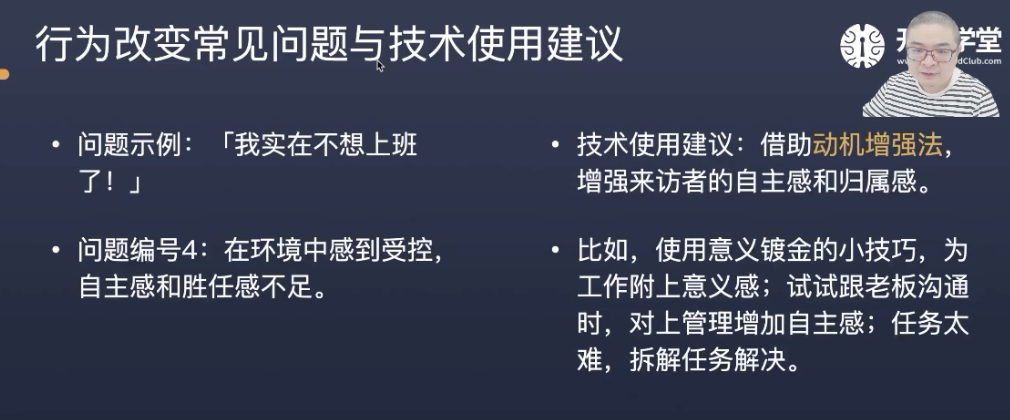 行为改变常见问题与技术使用建议
学堂
• 问题示例：「我实在不想上班
了！」
• 问题编号4：在环境中感到受控，
自主感和胜任感不足。
• 技术使用建议：借助动机增强法，
增强来访者的自主感和归属感。
• 比如，使用意义镀金的小技巧，为
工作附上意义感；试试跟老板沟通
时，对上管理增加自主感；任务太
难，拆解任务解决。